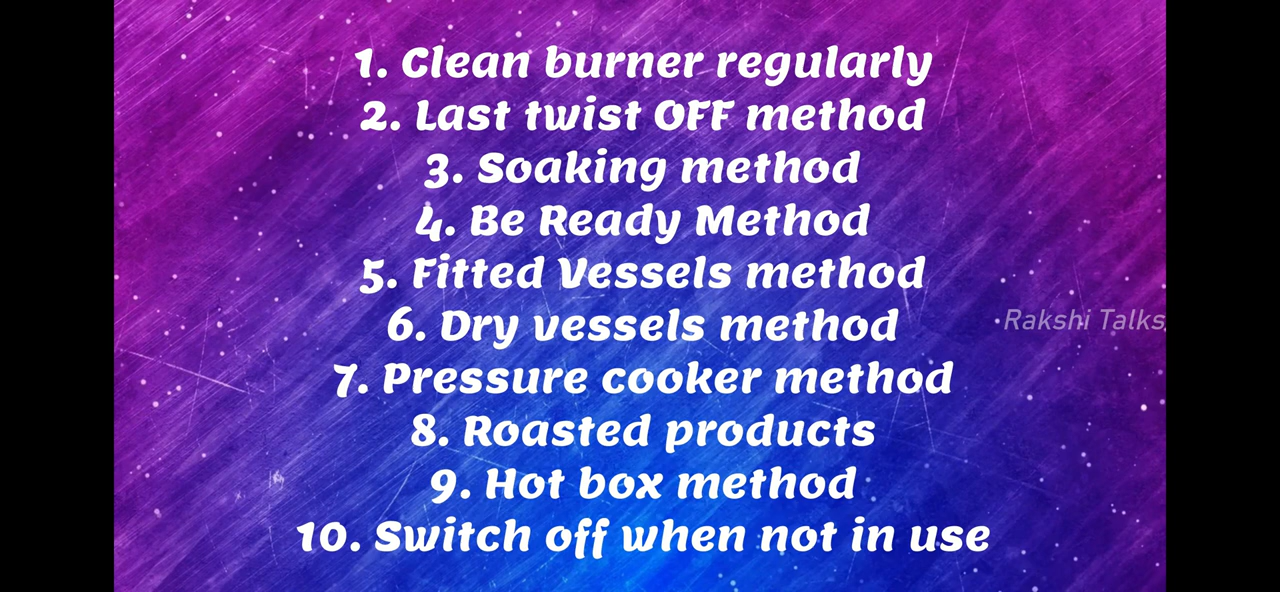 1. Clean burner regularly
2. Last twist OFF method
3. Soaking method
4. Be Ready Method
5. Fitted Vessels method
6. Dry vessels method
•Rakshi Talks
7. Pressure cooker method
8. Roasted products
9. Hot box method
10. Switch off when not in use